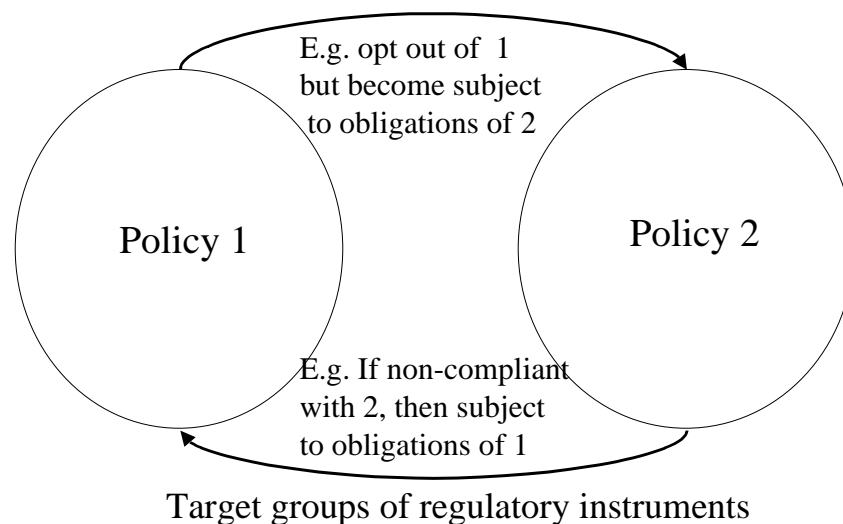 E.g. opt out of 1
but become subject
to obligations of 2
Policy 1
Policy 2
E.g. If non-compliant
with 2, then subject
to obligations of 1
Target groups of regulatory instruments